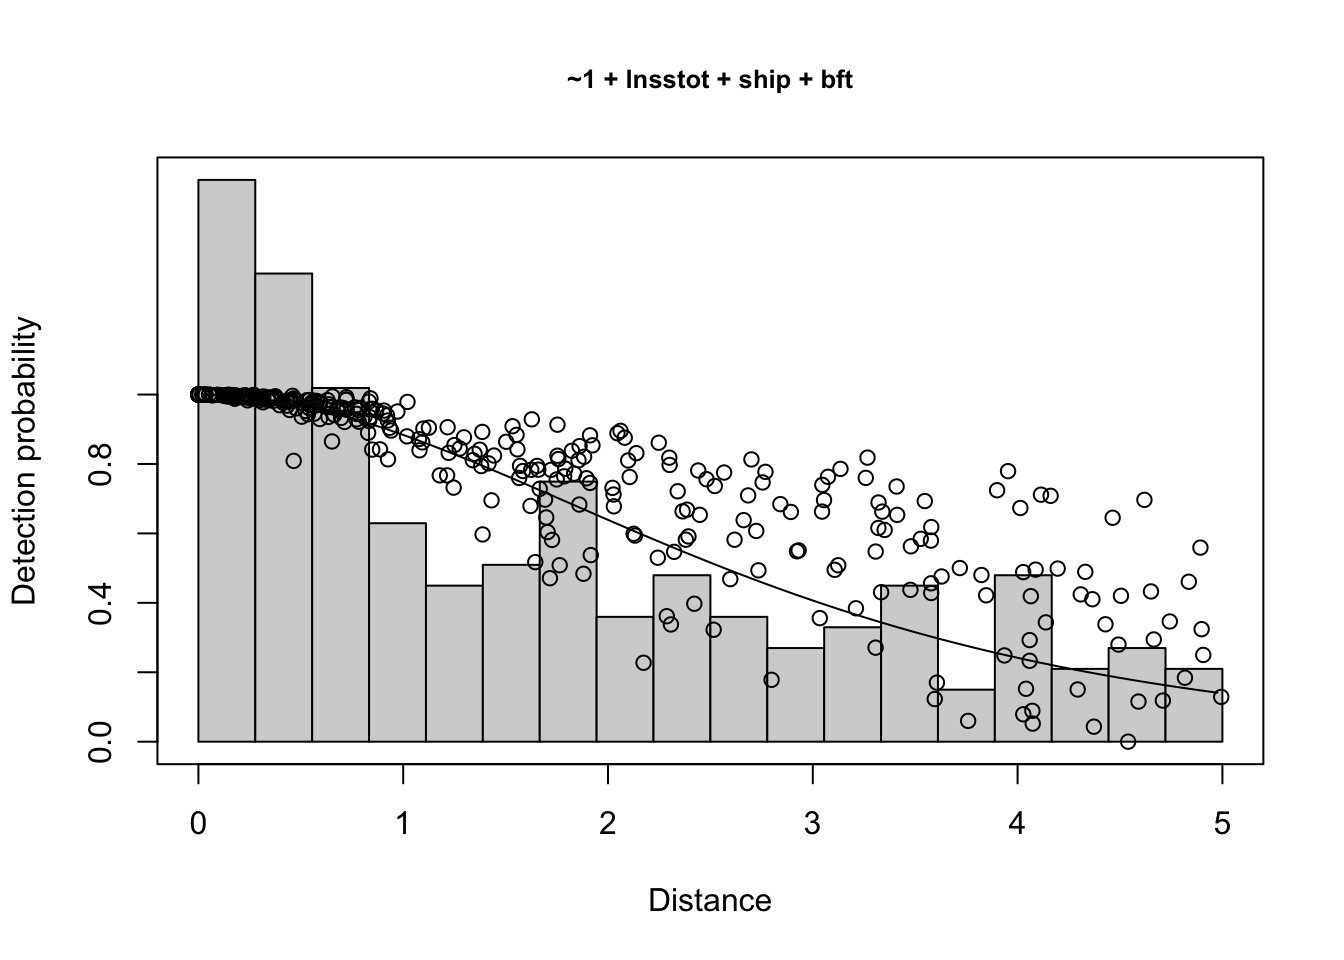 ~1 + lnsstot + ship + bft
Detection probability
0.8
0.4
0.0
0 1 2 3 4 5
Distance